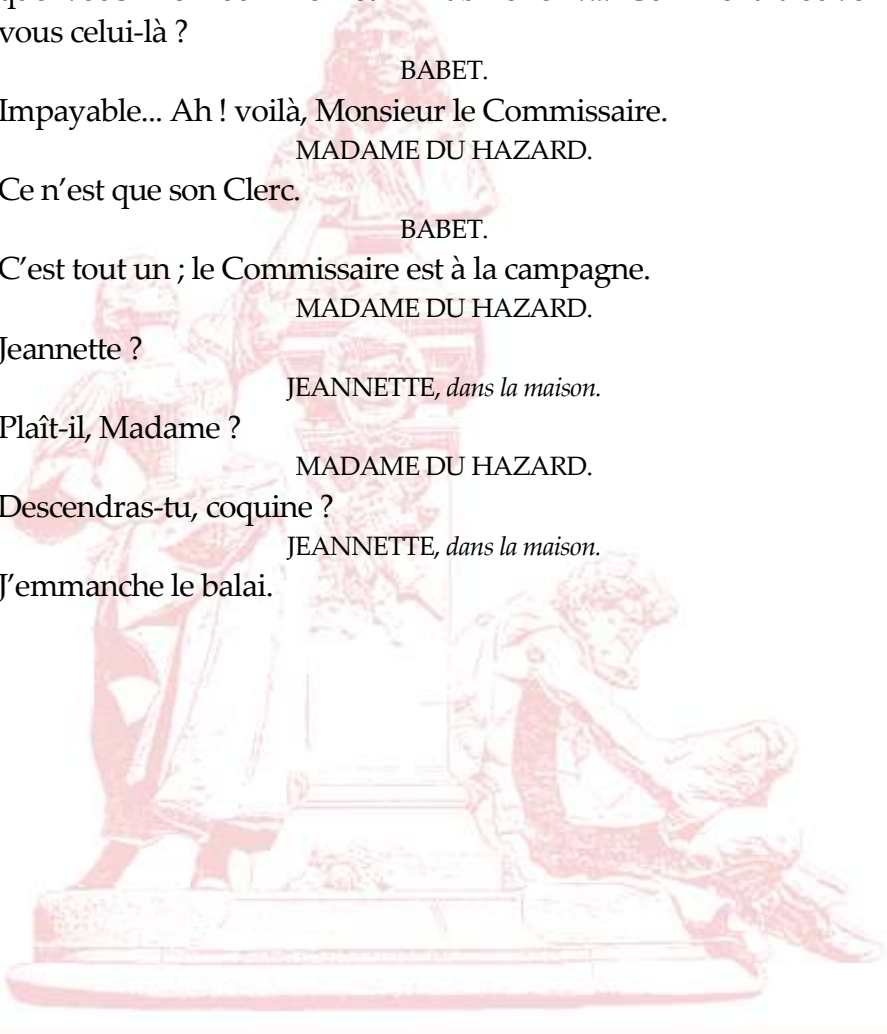 vous celui-là ?
BABET.
Impayable... Ah ! voilà, Monsieur le Commissaire.
MADAME DU HAZARD.
Ce n’est que son Clerc.
BABET.
C’est tout un ; le Commissaire est à la campagne.
MADAME DU HAZARD.
Jeannette ?
JEANNETTE, dans la maison.
Plaît-il, Madame ?
MADAME DU HAZARD.
Descendras-tu, coquine ?
JEANNETTE, dans la maison.
J’emmanche le balai.